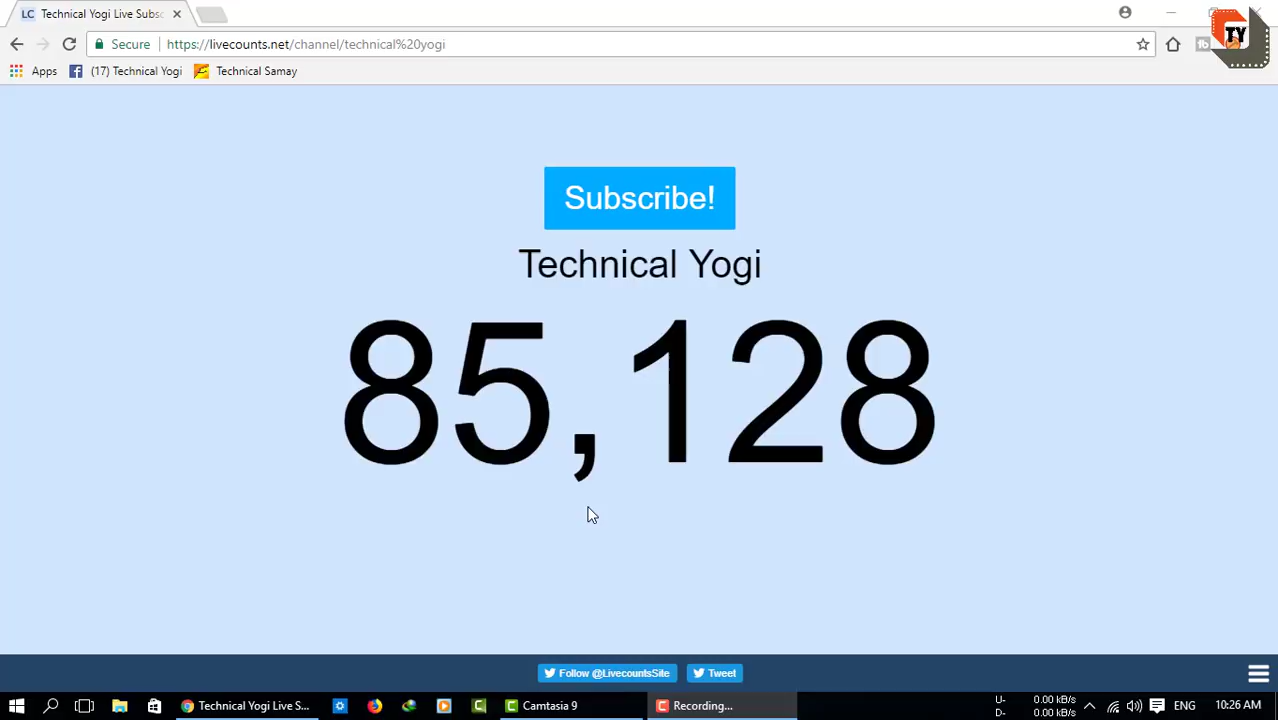 LC Technical Yogi Live Subsc
TY
Secure https://livecounts.net/channel/technical%20yogi
Apps (17) Technical Yogi Technical Samay
Subscribe!
Technical Yogi
85,128
Follow @LivecountsSite Tweet
Technical Yogi Live S... Camtasia 9 Recording... U- 0.00 kB/s ENG 10:26 AM
D- 0.00 kB/s